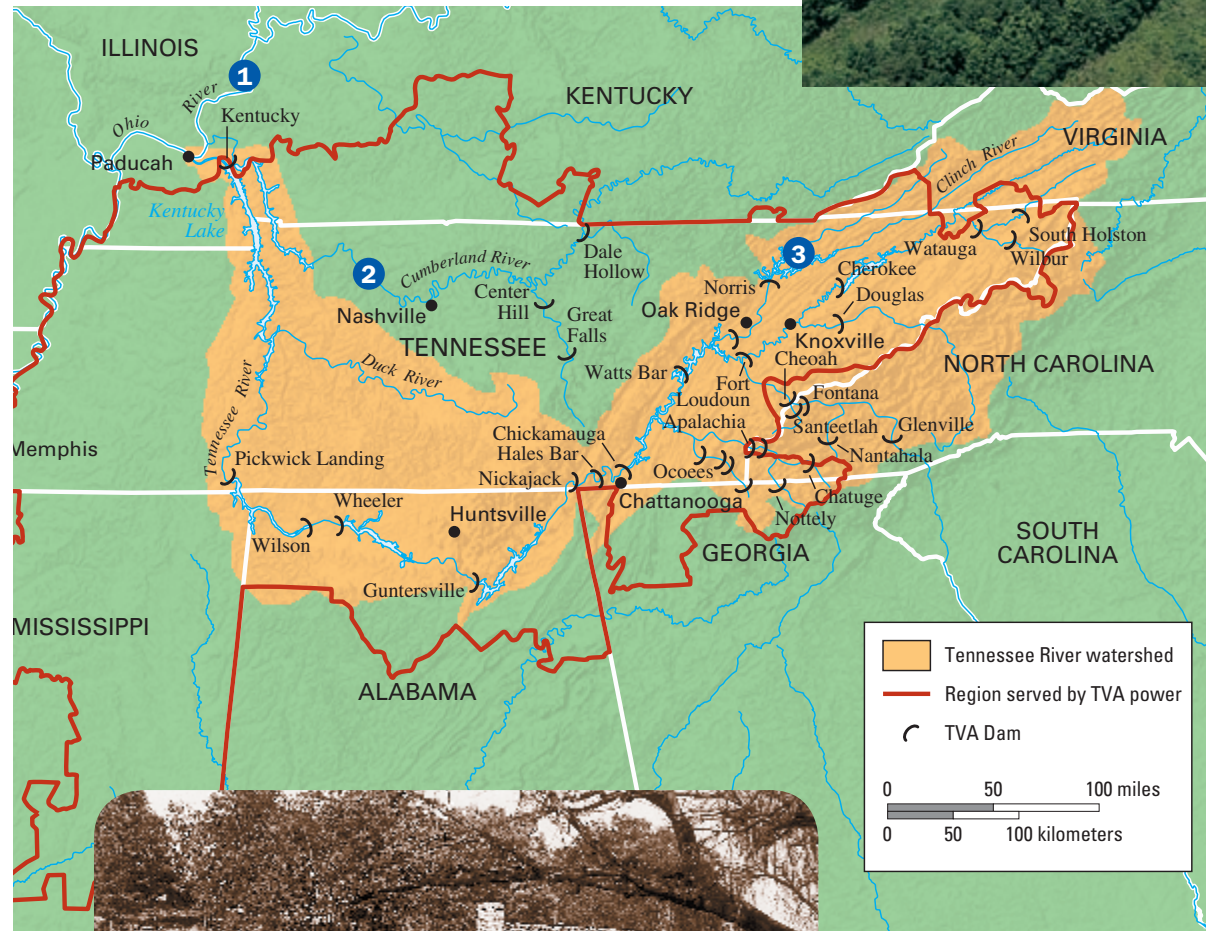 ILLINOIS
1
KENTUCKY
River
Ohio
Kentucky
VIRGINIA
Paducah
Clinch River
Kentucky
Lake
South Holston
Watauga
Wilbur
Dale
Hollow
3
2
Cumberland River
Cherokee
Center
Hill
Norris
Douglas
Nashville
Great
Falls
Oak Ridge
Knoxville
TENNESSEE
Cheoah
NORTH CAROLINA
Duck River
Watts Bar
Fort
Loudoun
Fontana
Tennessee River
Apalachia
Santeetlah
Glenville
Memphis
Chickamauga
Hales Bar
Nantahala
Pickwick Landing
Nickajack
Ocoees
Chatuge
Chattanooga
Wheeler
Huntsville
Nottely
Wilson
GEORGIA
SOUTH
CAROLINA
Guntersville
MISSISSIPPI
ALABAMA
Tennessee River watershed
Region served by TVA power
TVA Dam
0 50 100 miles
0 50 100 kilometers